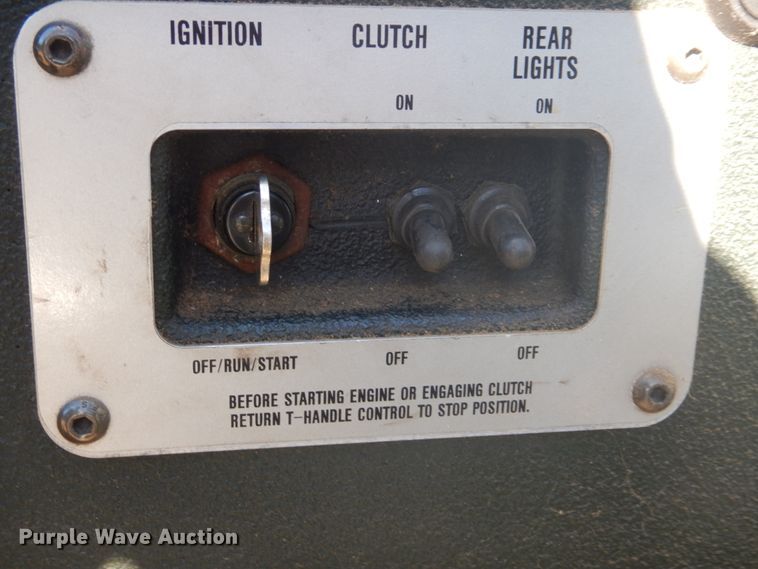 IGNITION CLUTCH REAR
LIGHTS
ON ON
OFF/RUN/START OFF OFF
BEFORE STARTING ENGINE OR ENGAGING CLUTCH
RETURN T-HANDLE CONTROL TO STOP POSITION.
Purple Wave Auction